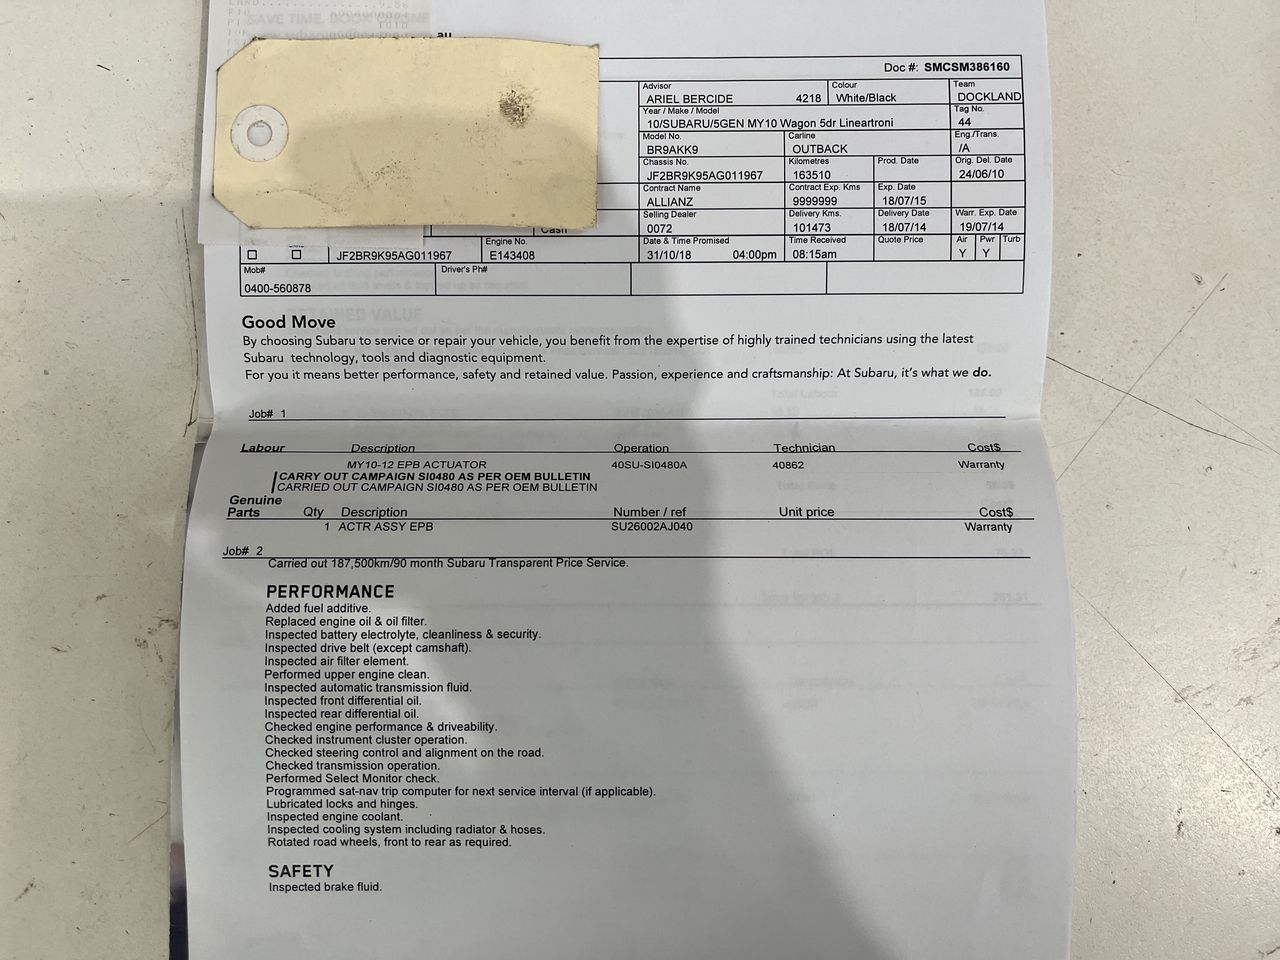 SAVE TIME. BOOK
au
Doc #: SMCSM386160
Advisor Colour Team
ARIEL BERCIDE 4218 White/Black DOCKLAND
Year / Make / Model Tag No.
10/SUBARU/5GEN MY10 Wagon 5dr Lineartroni 44
Model No. Carline Eng./Trans.
BR9AKK9 OUTBACK /A
Chassis No. Kilometres Prod. Date Orig. Del. Date
JF2BR9K95AG011967 163510 24/06/10
Contract Name Contract Exp. Kms Exp. Date
ALLIANZ 9999999 18/07/15
Selling Dealer Delivery Kms. Delivery Date Warr. Exp. Date
Cash 0072 101473 18/07/14 19/07/14
Engine No. Date & Time Promised Time Received Quote Price Air Pwr Turb
JF2BR9K95AG011967 E143408 31/10/18 04:00pm 08:15am Y Y
Mob# Driver's Ph#
0400-560878
Good Move
By choosing Subaru to service or repair your vehicle, you benefit from the expertise of highly trained technicians using the latest
Subaru technology, tools and diagnostic equipment.
For you it means better performance, safety and retained value. Passion, experience and craftsmanship: At Subaru, it's what we do.
Job# 1
Labour Description Operation Technician Cost$
MY10-12 EPB ACTUATOR 40SU-SI0480A 40862 Warranty
CARRY OUT CAMPAIGN SI0480 AS PER OEM BULLETIN
CARRIED OUT CAMPAIGN SI0480 AS PER OEM BULLETIN
Genuine
Parts Qty Description Number / ref Unit price Cost$
1 ACTR ASSY EPB SU26002AJ040 Warranty
Job# 2
Carried out 187,500km/90 month Subaru Transparent Price Service.
PERFORMANCE
Added fuel additive.
Replaced engine oil & oil filter.
Inspected battery electrolyte, cleanliness & security.
Inspected drive belt (except camshaft).
Inspected air filter element.
Performed upper engine clean.
Inspected automatic transmission fluid.
Inspected front differential oil.
Inspected rear differential oil.
Checked engine performance & driveability.
Checked instrument cluster operation.
Checked steering control and alignment on the road.
Checked transmission operation.
Performed Select Monitor check.
Programmed sat-nav trip computer for next service interval (if applicable).
Lubricated locks and hinges.
Inspected engine coolant.
Inspected cooling system including radiator & hoses.
Rotated road wheels, front to rear as required.
SAFETY
Inspected brake fluid.